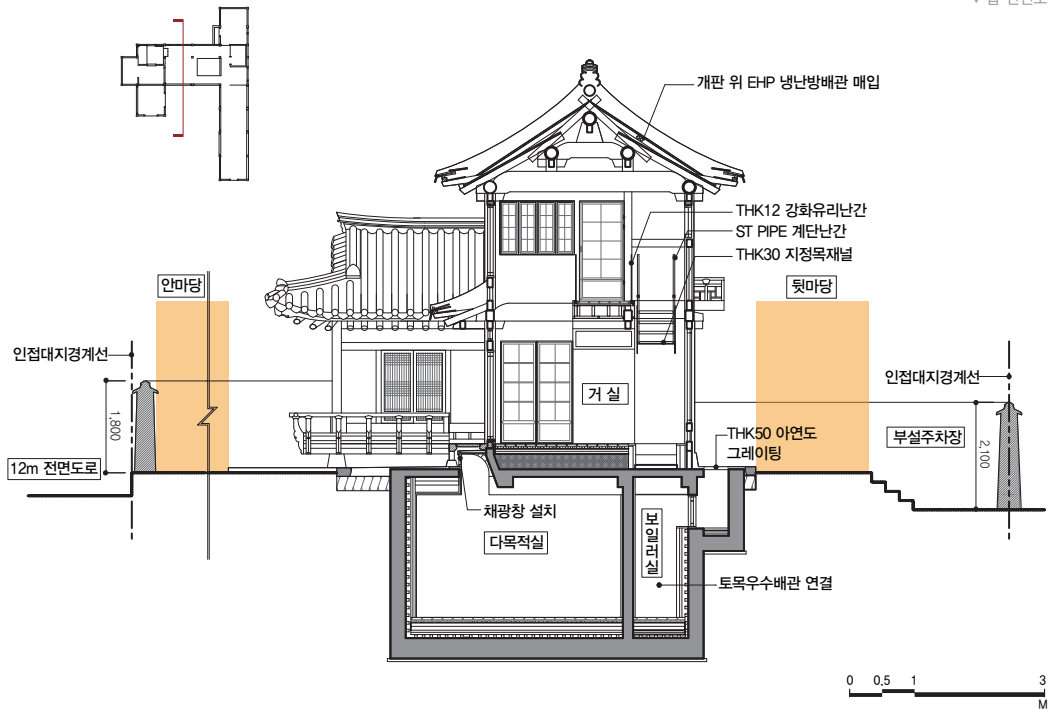 개판 위 EHP 냉난방배관 매입
THK12 강화유리난간
ST PIPE 계단난간
THK30 지정목재널
안마당
뒷마당
인접대지경계선
인접대지경계선
거 실
1,800
12m 전면도로
THK50 아연도
그레이팅
부설주차장
2,100
채광창 설치
다목적실
보일러실
토목우수배관 연결
0 0.5 1 3
M